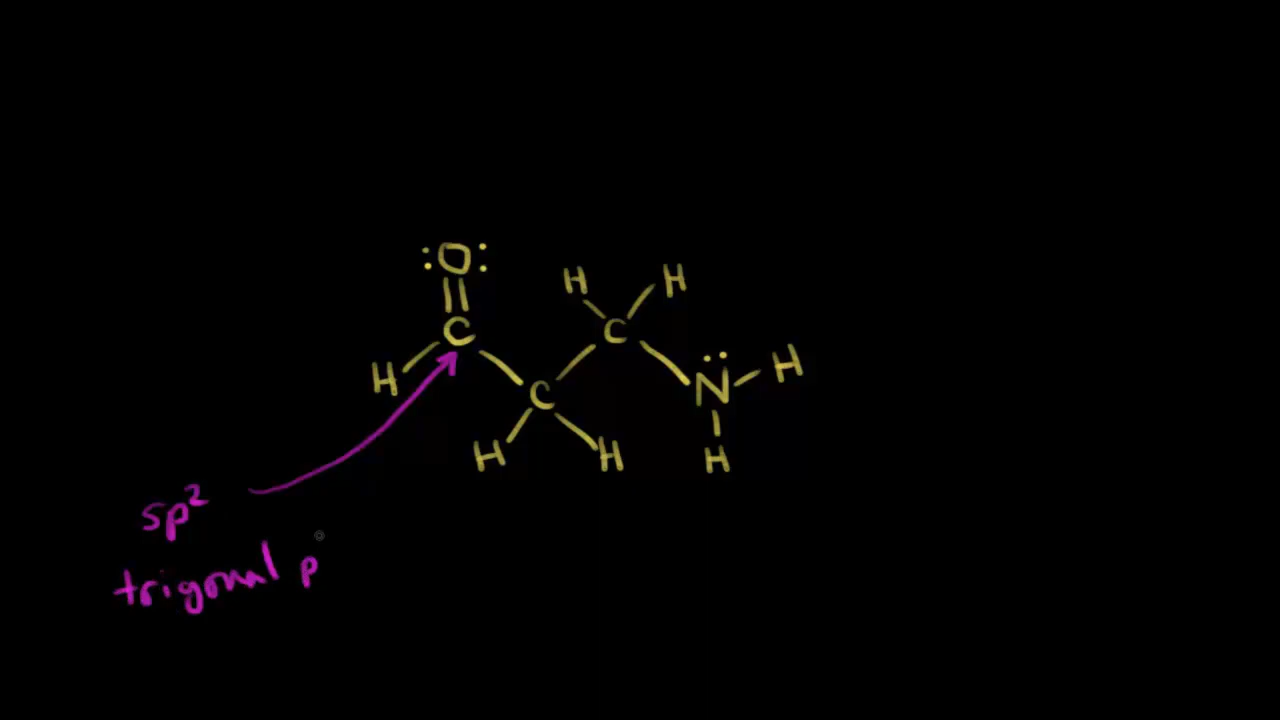 :O:
H H
C C
H N H
C
H H H
sp²
trigonal p